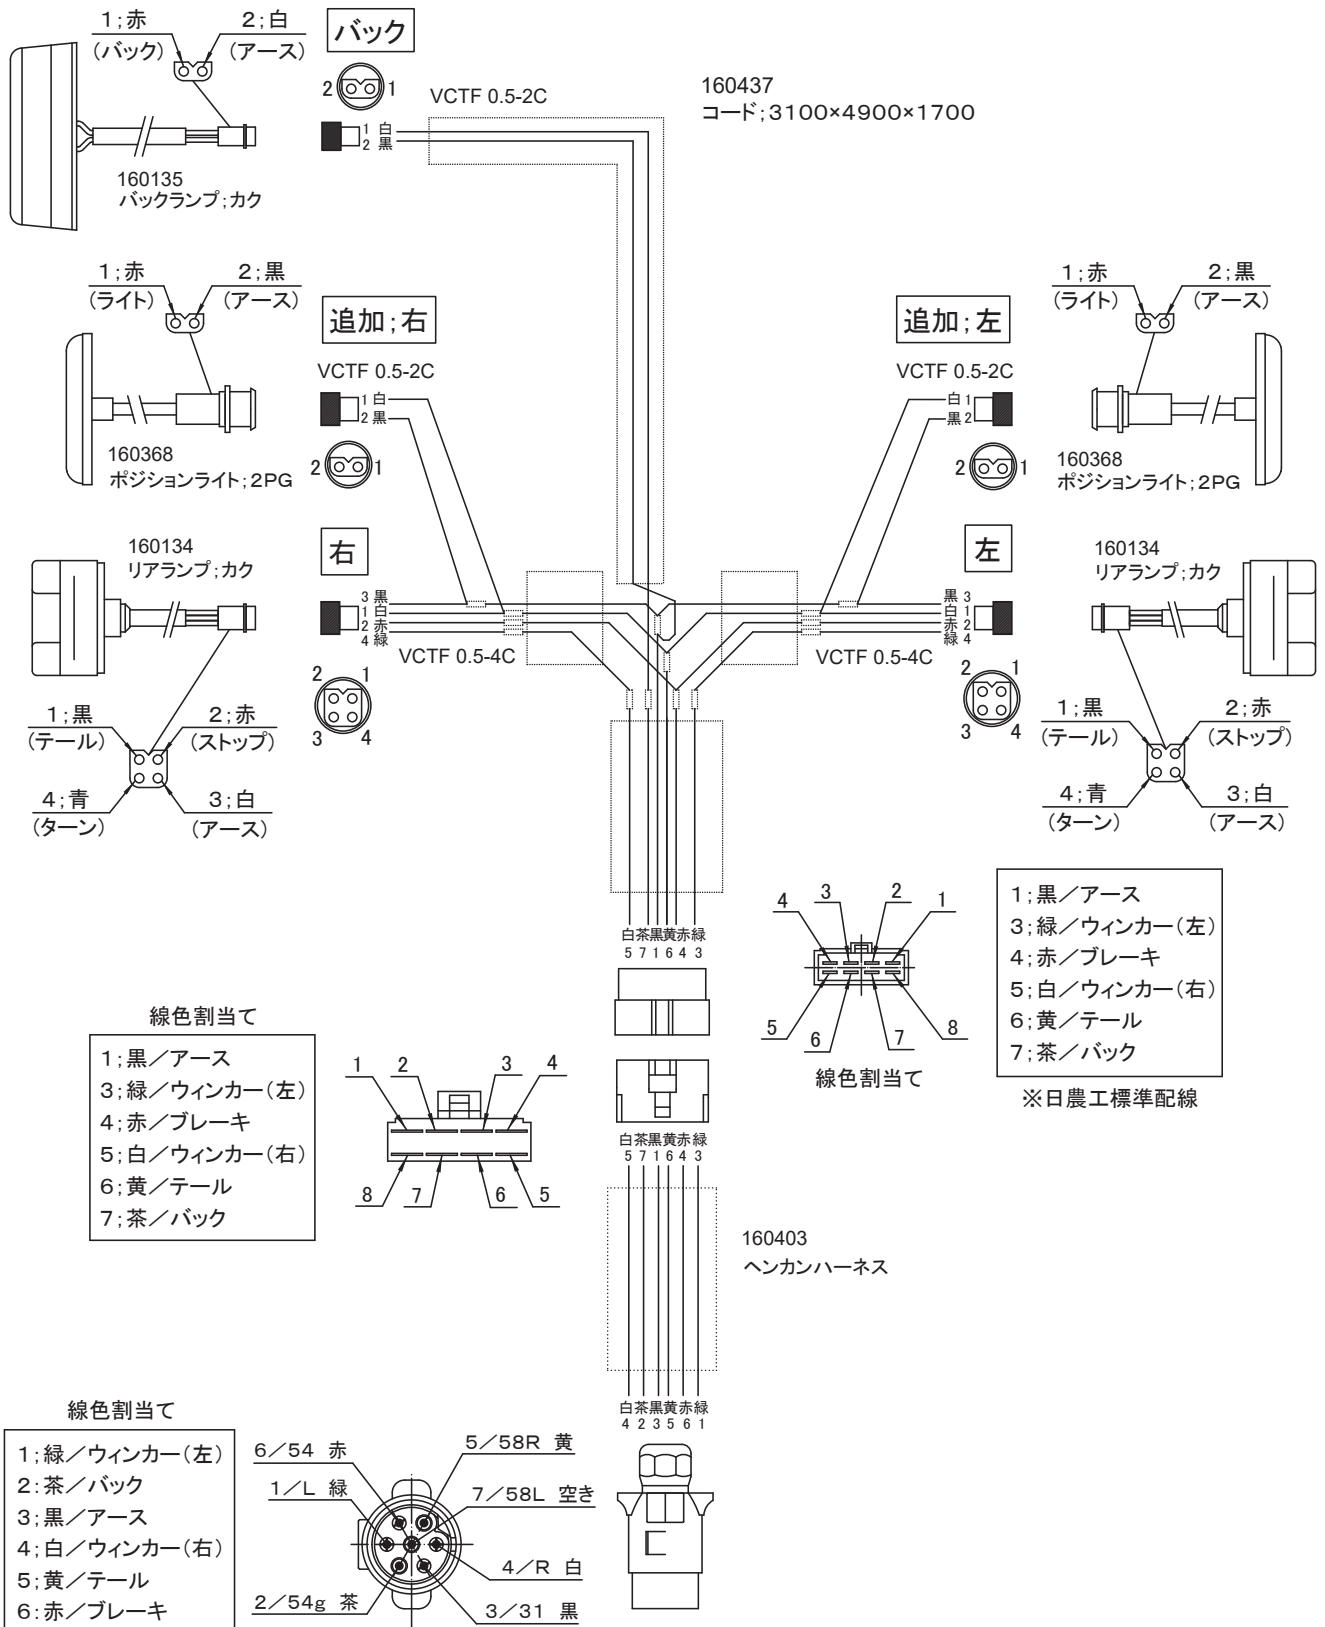 1;赤
(バック)
2;白
(アース)
バック
2
1
VCTF 0.5-2C
160437
コード;3100×4900×1700
1 白
2 黒
160135
バックランプ;カク
1;赤
(ライト)
2;黒
(アース)
追加;右
VCTF 0.5-2C
1 白
2 黒
2
1
160368
ポジションライト;2PG
追加;左
VCTF 0.5-2C
白 1
黒 2
2
1
1;赤
(ライト)
2;黒
(アース)
160368
ポジションライト;2PG
160134
リアランプ;カク
右
3 黒
1 白
2 赤
4 緑
VCTF 0.5-4C
2
1
3
4
1;黒
(テール)
2;赤
(ストップ)
4;青
(ターン)
3;白
(アース)
左
160134
リアランプ;カク
黒 3
白 1
赤 2
緑 4
VCTF 0.5-4C
2
1
3
4
1;黒
(テール)
2;赤
(ストップ)
4;青
(ターン)
3;白
(アース)
白茶黒黄赤緑
5 7 1 6 4 3
4
3
2
1
5
6
7
8
線色割当て
1;黒/アース
3;緑/ウィンカー(左)
4;赤/ブレーキ
5;白/ウィンカー(右)
6;黄/テール
7;茶/バック
※日農工標準配線
線色割当て
1;黒/アース
3;緑/ウィンカー(左)
4;赤/ブレーキ
5;白/ウィンカー(右)
6;黄/テール
7;茶/バック
1
2
3
4
8
7
6
5
白茶黒黄赤緑
5 7 1 6 4 3
160403
ヘンカンハーネス
白茶黒黄赤緑
4 2 3 5 6 1
線色割当て
1;緑/ウィンカー(左)
2:茶/バック
3;黒/アース
4;白/ウィンカー(右)
5;黄/テール
6:赤/ブレーキ
6/54 赤
5/58R 黄
1/L 緑
7/58L 空き
4/R 白
2/54g 茶
3/31 黒